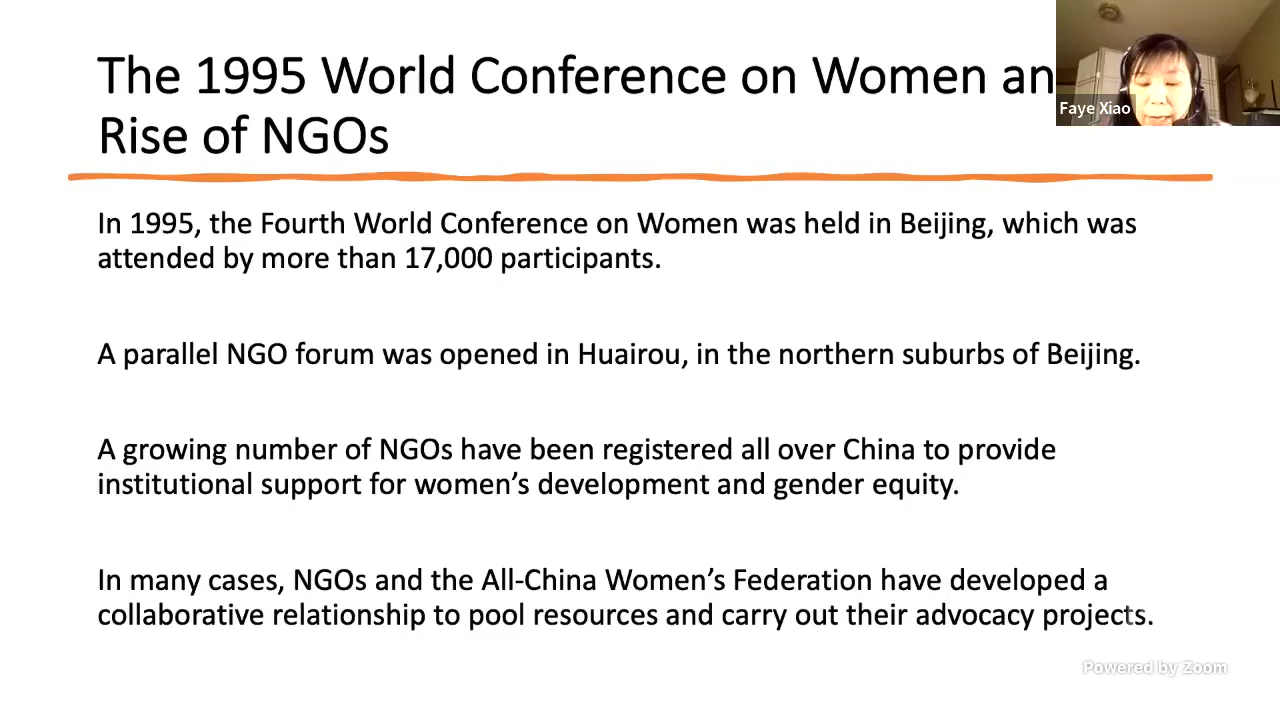 The 1995 World Conference on Women an
Rise of NGOs
Faye Xiao
In 1995, the Fourth World Conference on Women was held in Beijing, which was
attended by more than 17,000 participants.
A parallel NGO forum was opened in Huairou, in the northern suburbs of Beijing.
A growing number of NGOs have been registered all over China to provide
institutional support for women’s development and gender equity.
In many cases, NGOs and the All-China Women’s Federation have developed a
collaborative relationship to pool resources and carry out their advocacy projects.
Powered by Zoom